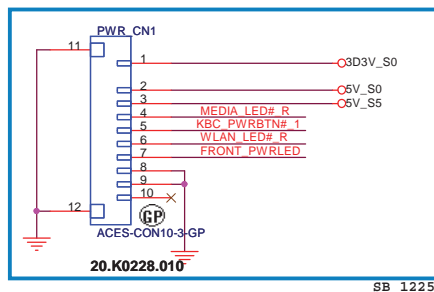 PWR_CN1
11
1
3D3V_S0
2
5V_S0
3
5V_S5
4
MEDIA_LED#_R
5
KBC_PWRBTN#_1
6
WLAN_LED#_R
7
FRONT_PWRLED
8
9
10
12
GP
ACES-CON10-3-GP
20.K0228.010
SB 1225